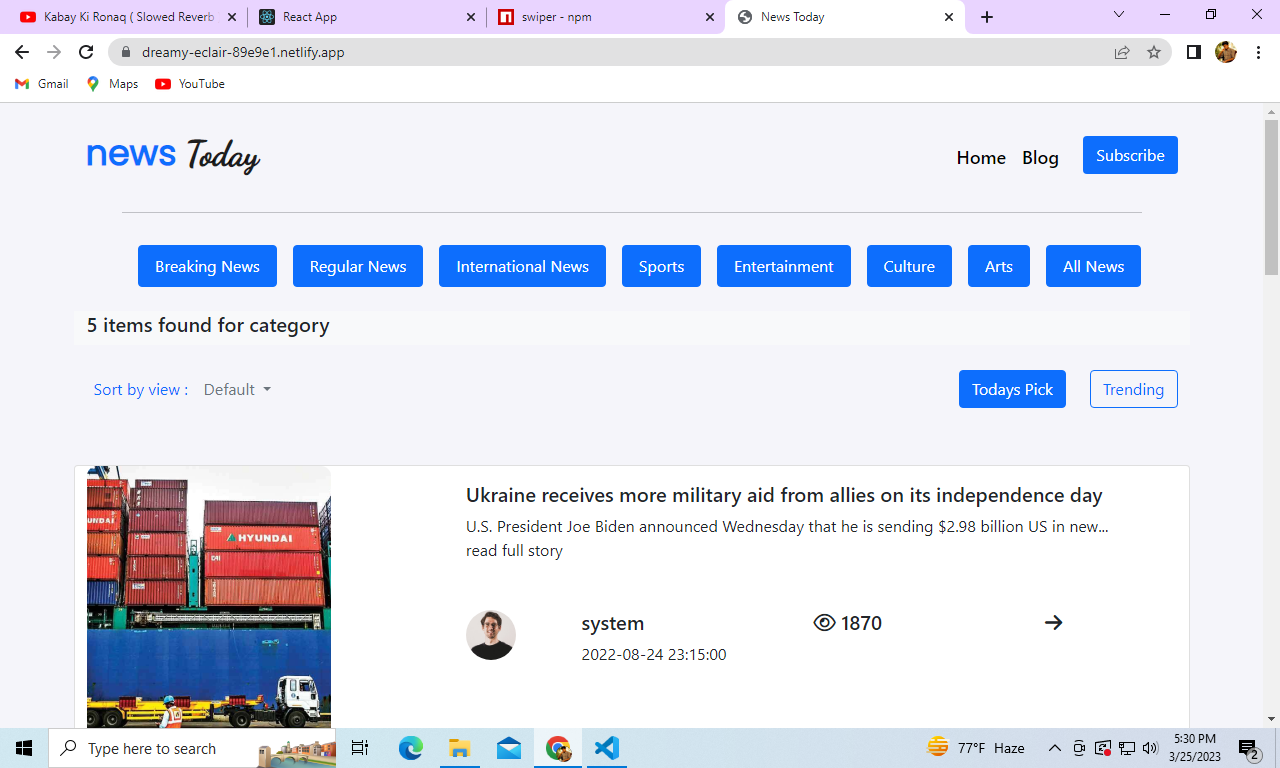 Kabay Ki Ronaq ( Slowed Reverb
React App
swiper - npm
News Today
dreamy-eclair-89e9e1.netlify.app
Gmail
Maps
YouTube
news Today
Home
Blog
Subscribe
Breaking News
Regular News
International News
Sports
Entertainment
Culture
Arts
All News
5 items found for category
Sort by view :
Default
Todays Pick
Trending
HYUNDAI
HYUNDAI
Ukraine receives more military aid from allies on its independence day
U.S. President Joe Biden announced Wednesday that he is sending $2.98 billion US in new...
read full story
system
1870
2022-08-24 23:15:00
Type here to search
77°F Haze
5:30 PM
3/25/2023
2